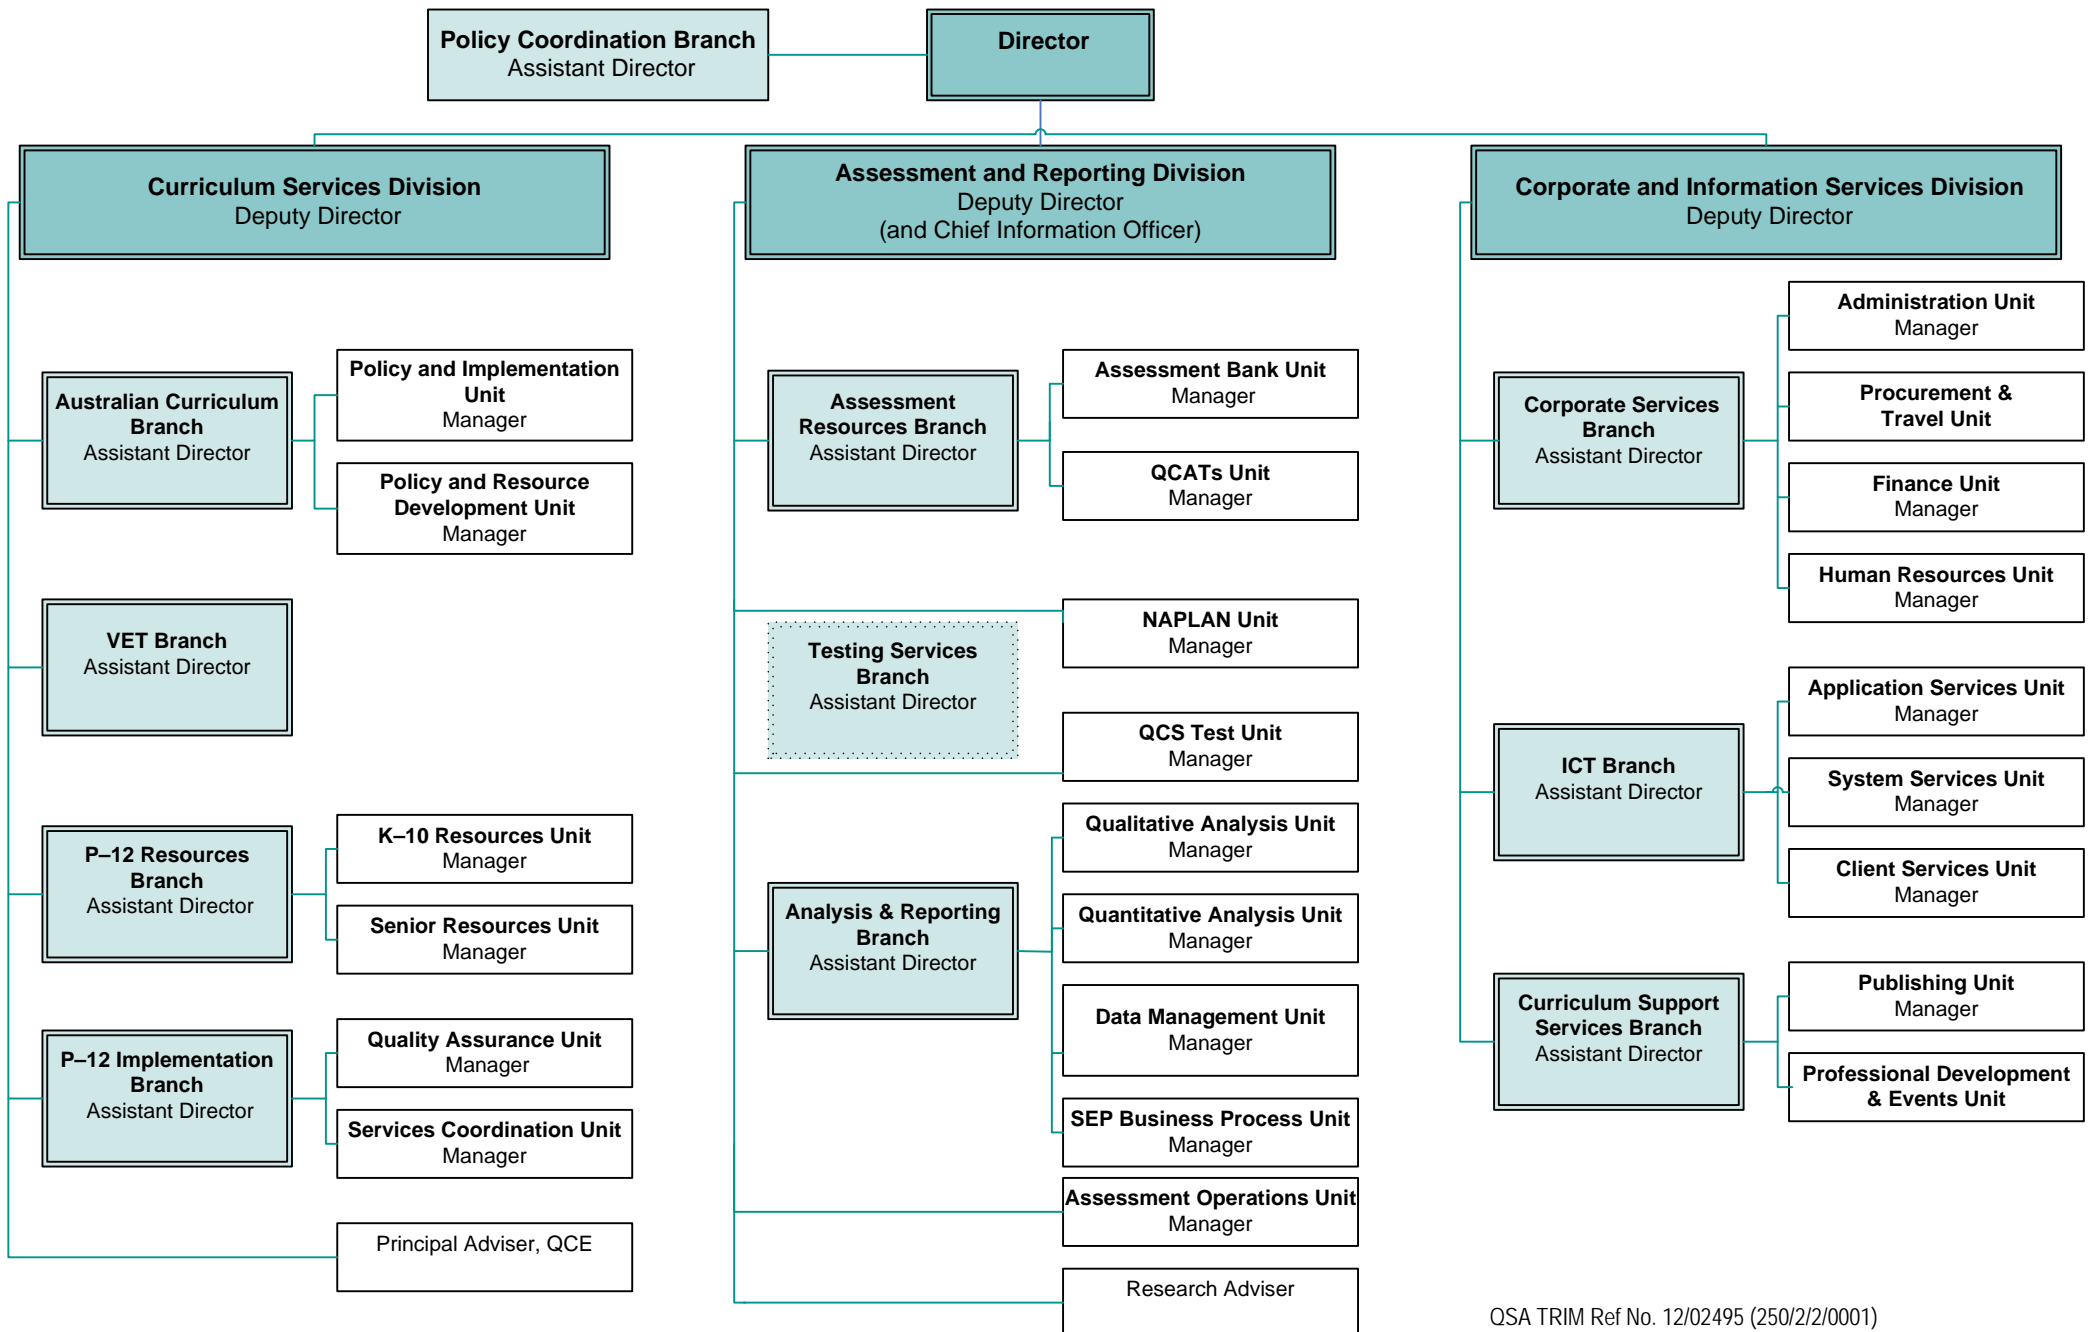 Policy Coordination Branch
Assistant Director
Director
Curriculum Services Division
Deputy Director
Assessment and Reporting Division
Deputy Director
(and Chief Information Officer)
Corporate and Information Services Division
Deputy Director
Australian Curriculum
Branch
Assistant Director
Policy and Implementation
Unit
Manager
Policy and Resource
Development Unit
Manager
VET Branch
Assistant Director
P–12 Resources
Branch
Assistant Director
K–10 Resources Unit
Manager
Senior Resources Unit
Manager
P–12 Implementation
Branch
Assistant Director
Quality Assurance Unit
Manager
Services Coordination Unit
Manager
Principal Adviser, QCE
Assessment
Resources Branch
Assistant Director
Assessment Bank Unit
Manager
QCATs Unit
Manager
NAPLAN Unit
Manager
Testing Services
Branch
Assistant Director
QCS Test Unit
Manager
Analysis & Reporting
Branch
Assistant Director
Qualitative Analysis Unit
Manager
Quantitative Analysis Unit
Manager
Data Management Unit
Manager
SEP Business Process Unit
Manager
Assessment Operations Unit
Manager
Research Adviser
Corporate Services
Branch
Assistant Director
Administration Unit
Manager
Procurement &
Travel Unit
Finance Unit
Manager
Human Resources Unit
Manager
ICT Branch
Assistant Director
Application Services Unit
Manager
System Services Unit
Manager
Client Services Unit
Manager
Curriculum Support
Services Branch
Assistant Director
Publishing Unit
Manager
Professional Development
& Events Unit
QSA TRIM Ref No. 12/02495 (250/2/2/0001)